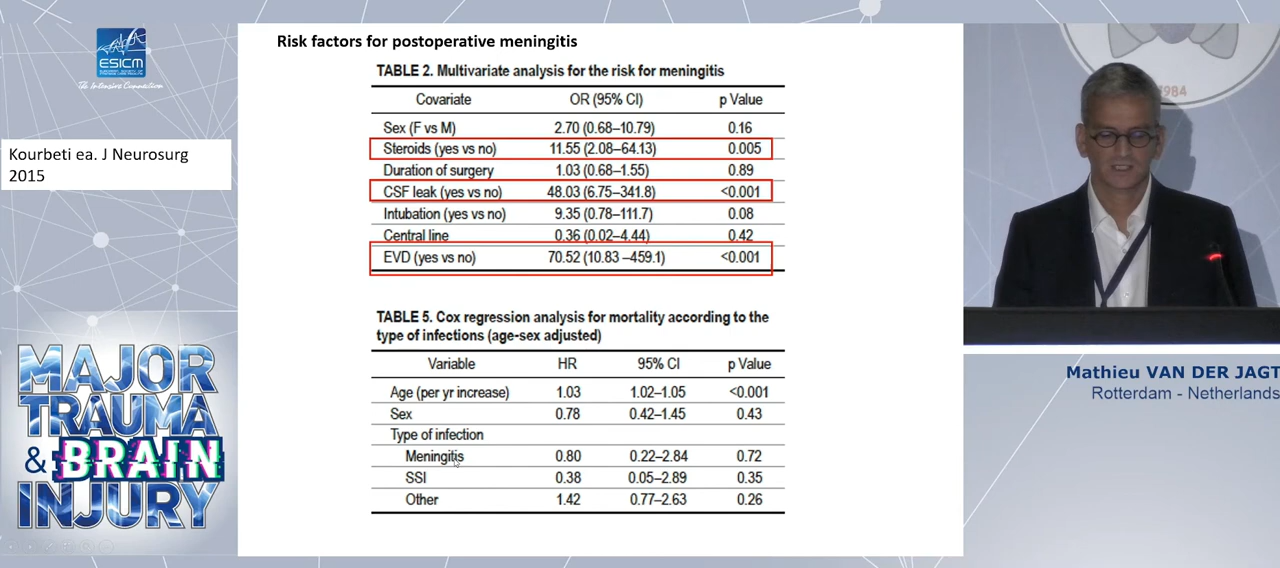 Risk factors for postoperative meningitis
ESICM
The Intensive Connection
Kourbeti ea. J Neurosurg
2015
TABLE 2. Multivariate analysis for the risk for meningitis
Covariate OR (95% CI) p Value
Sex (F vs M) 2.70 (0.68–10.79) 0.16
Steroids (yes vs no) 11.55 (2.08–64.13) 0.005
Duration of surgery 1.03 (0.68–1.55) 0.89
CSF leak (yes vs no) 48.03 (6.75–341.8) <0.001
Intubation (yes vs no) 9.35 (0.78–111.7) 0.08
Central line 0.36 (0.02–4.44) 0.42
EVD (yes vs no) 70.52 (10.83 –459.1) <0.001
TABLE 5. Cox regression analysis for mortality according to the
type of infections (age-sex adjusted)
Variable HR 95% CI p Value
Age (per yr increase) 1.03 1.02–1.05 <0.001
Sex 0.78 0.42–1.45 0.43
Type of infection
Meningitis 0.80 0.22–2.84 0.72
SSI 0.38 0.05–2.89 0.35
Other 1.42 0.77–2.63 0.26
MAJOR
TRAUMA
& BRAIN
INJURY
1984
Mathieu VAN DER JAGT
Rotterdam - Netherlands